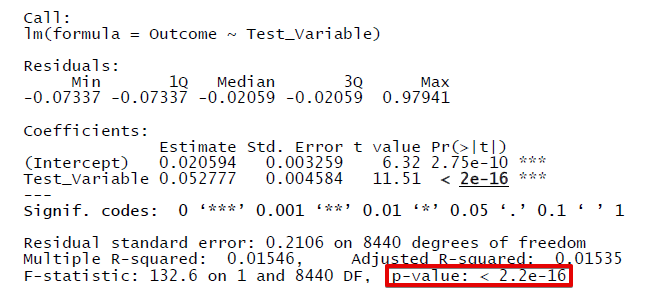 Call:
lm(formula = Outcome ~ Test_Variable)
Residuals:
Min 1Q Median 3Q Max
-0.07337 -0.07337 -0.02059 -0.02059 0.97941
Coefficients:
Estimate Std. Error t value Pr(>|t|)
(Intercept) 0.020594 0.003259 6.32 2.75e-10 ***
Test_Variable 0.052777 0.004584 11.51 < 2e-16 ***
---
Signif. codes: 0 ‘***’ 0.001 ‘**’ 0.01 ‘*’ 0.05 ‘.’ 0.1 ‘ ’ 1
Residual standard error: 0.2106 on 8440 degrees of freedom
Multiple R-squared: 0.01546, Adjusted R-squared: 0.01535
F-statistic: 132.6 on 1 and 8440 DF, p-value: < 2.2e-16